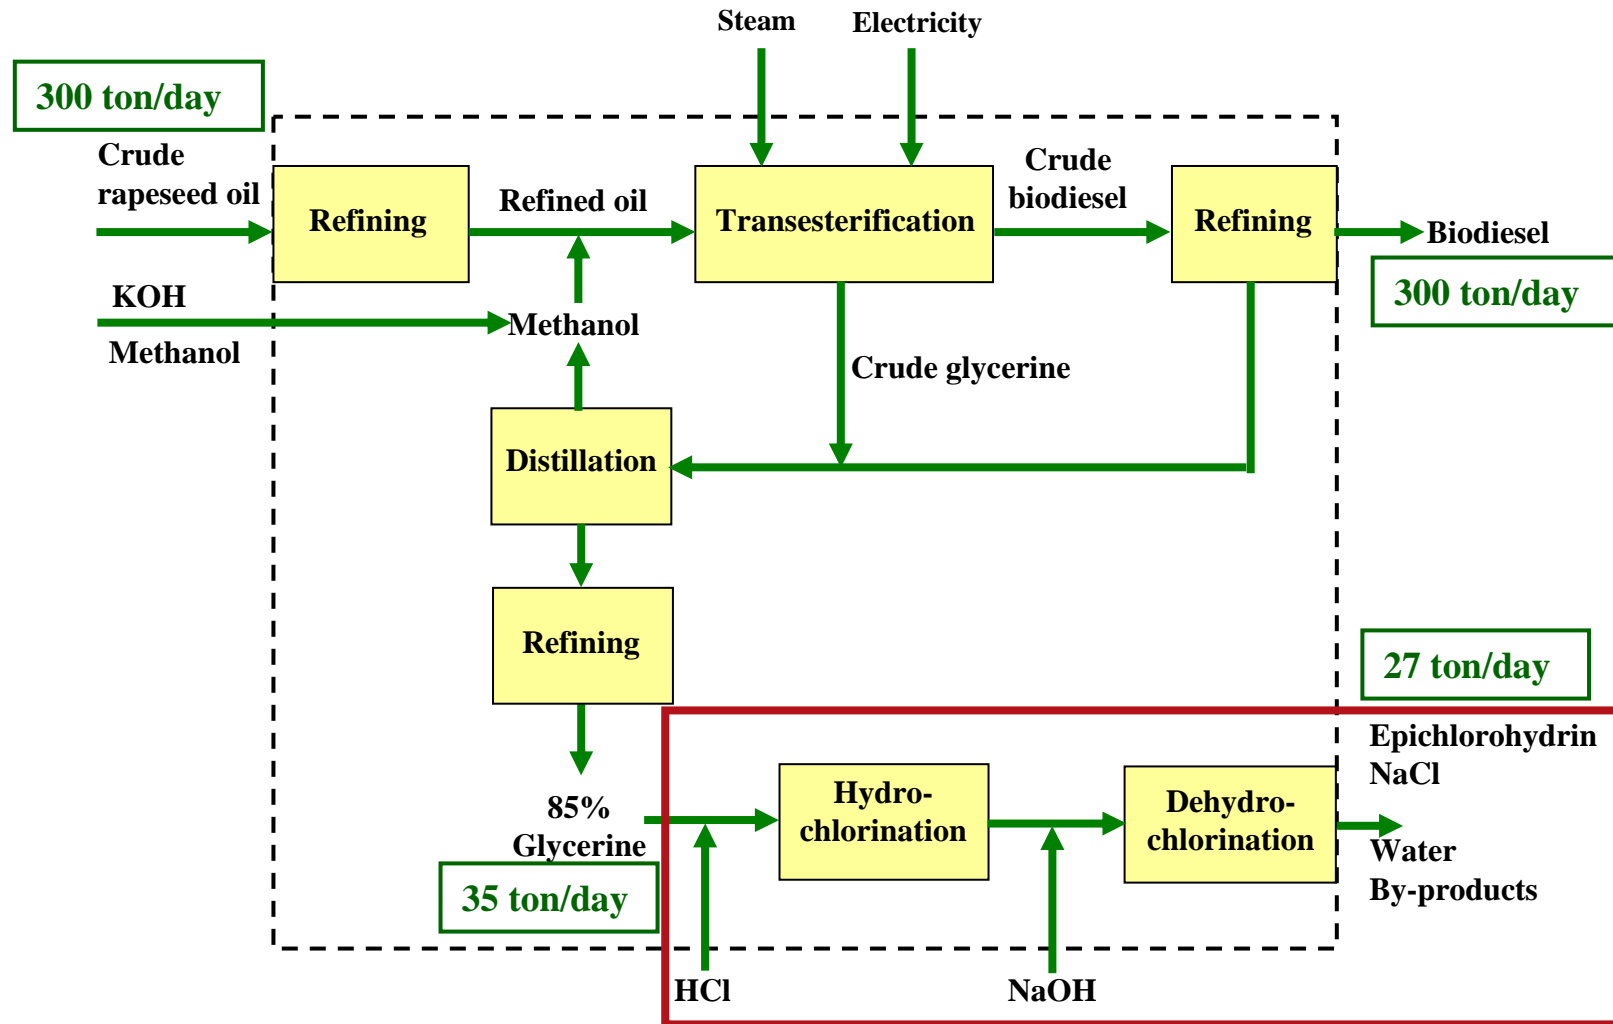 Steam
Electricity
300 ton/day
Crude
rapeseed oil
Refining
Refined oil
Transesterification
Crude
biodiesel
Refining
Biodiesel
300 ton/day
KOH
Methanol
Methanol
Crude glycerine
Distillation
Refining
27 ton/day
Epichlorohydrin
NaCl
85%
Glycerine
Hydro-
chlorination
Dehydro-
chlorination
Water
By-products
35 ton/day
HCl
NaOH